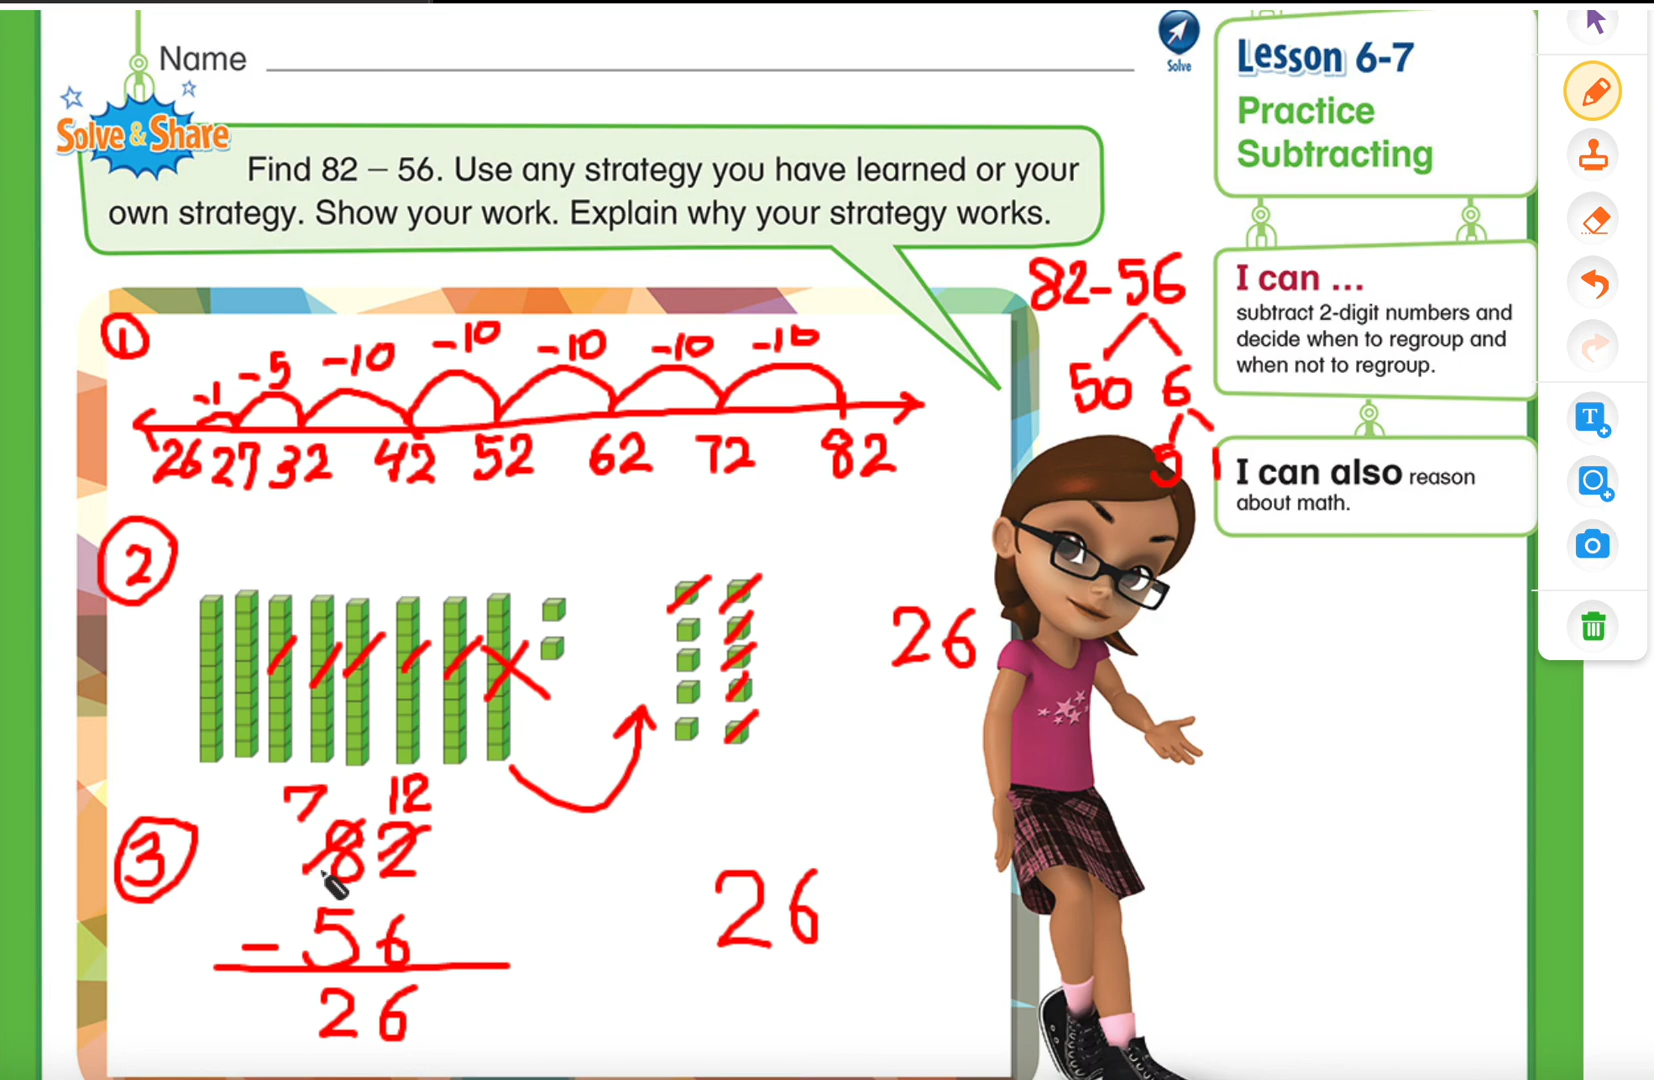 Name
Solve
Solve & Share
Find 82 – 56. Use any strategy you have learned or your
own strategy. Show your work. Explain why your
strategy works.
Lesson 6-7
Practice
Subtracting
I can ...
subtract 2-digit numbers and
decide when to regroup and
when not to regroup.
I can also reason
about math.
82-56
50 6
5 1
1
-1 -5 -10 -10 -10 -10 -10
26 27 32 42 52 62 72 82
2
26
3
7 12
82
- 56
26
26
T